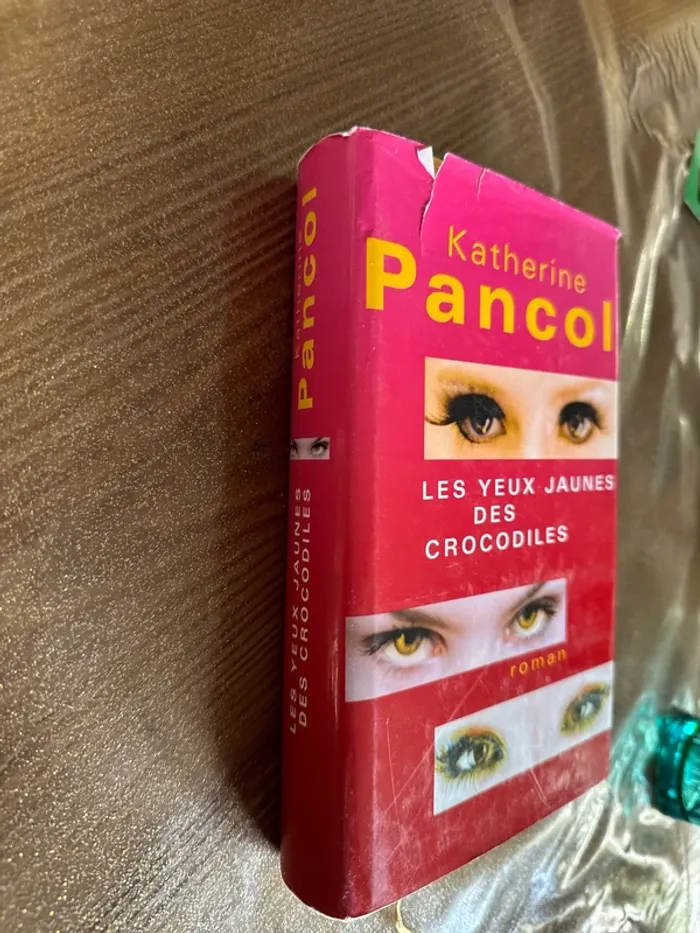 Katherine
Pancol
LES YEUX JAUNES
DES
CROCODILES
roman
Katherine
Pancol
LES YEUX JAUNES
DES CROCODILES